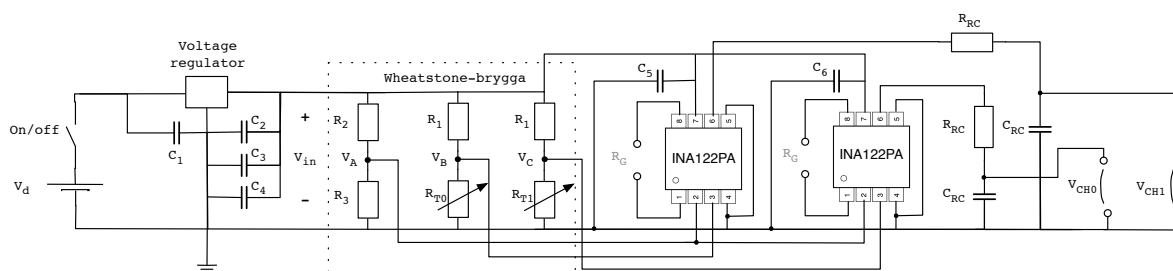 R_RC
Voltage
regulator
Wheatstone-brygga
C_5
C_6
8 7 6 5
8 7 6 5
On/off
C_1
C_2
C_3
C_4
+
V_in
-
R_2
R_1
R_1
V_A
V_B
V_C
R_3
R_T0
R_T1
R_G
INA122PA
R_G
INA122PA
R_RC
C_RC
C_RC
V_d
V_CH0
V_CH1
1 2 3 4
1 2 3 4